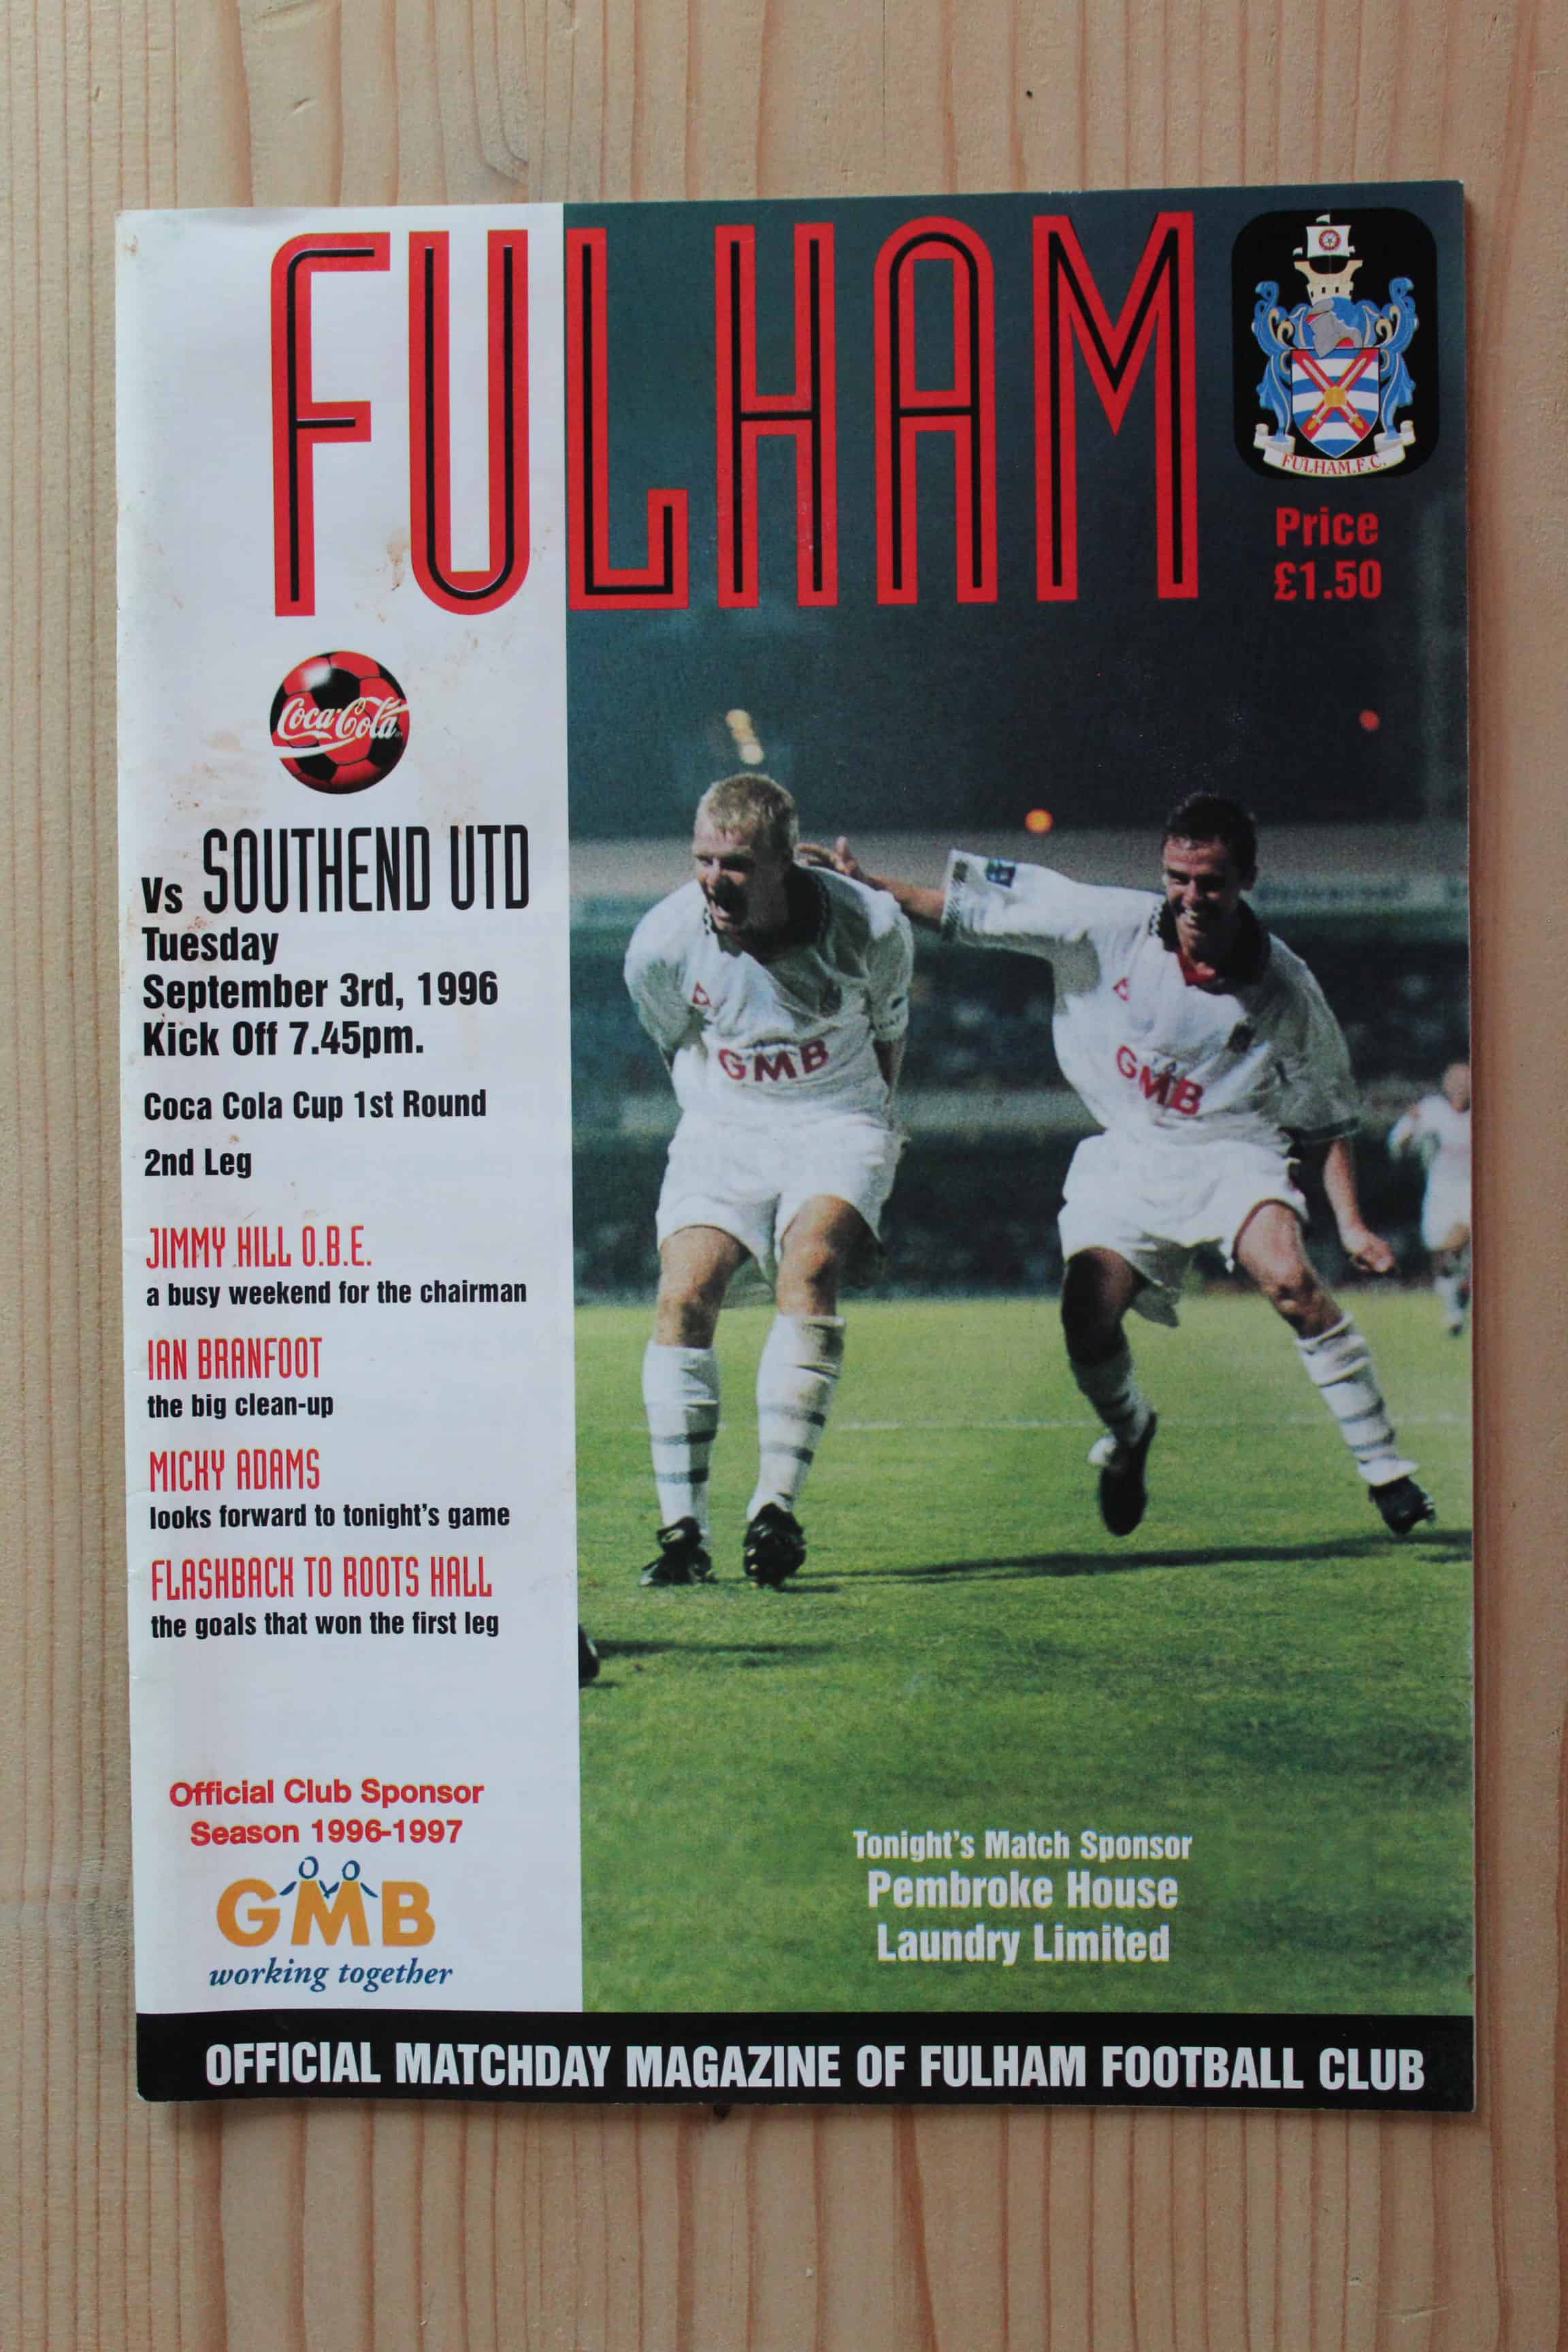 FULHAM
FULHAM.F.C.
Price
£1.50
Coca-Cola
Vs SOUTHEND UTD
Tuesday
September 3rd, 1996
Kick Off 7.45pm.
Coca Cola Cup 1st Round
2nd Leg
JIMMY HILL O.B.E.
a busy weekend for the chairman
IAN BRANFOOT
the big clean-up
MICKY ADAMS
looks forward to tonight's game
FLASHBACK TO ROOTS HALL
the goals that won the first leg
GMB
GMB
Official Club Sponsor
Season 1996-1997
GMB
working together
Tonight's Match Sponsor
Pembroke House
Laundry Limited
OFFICIAL MATCHDAY MAGAZINE OF FULHAM FOOTBALL CLUB